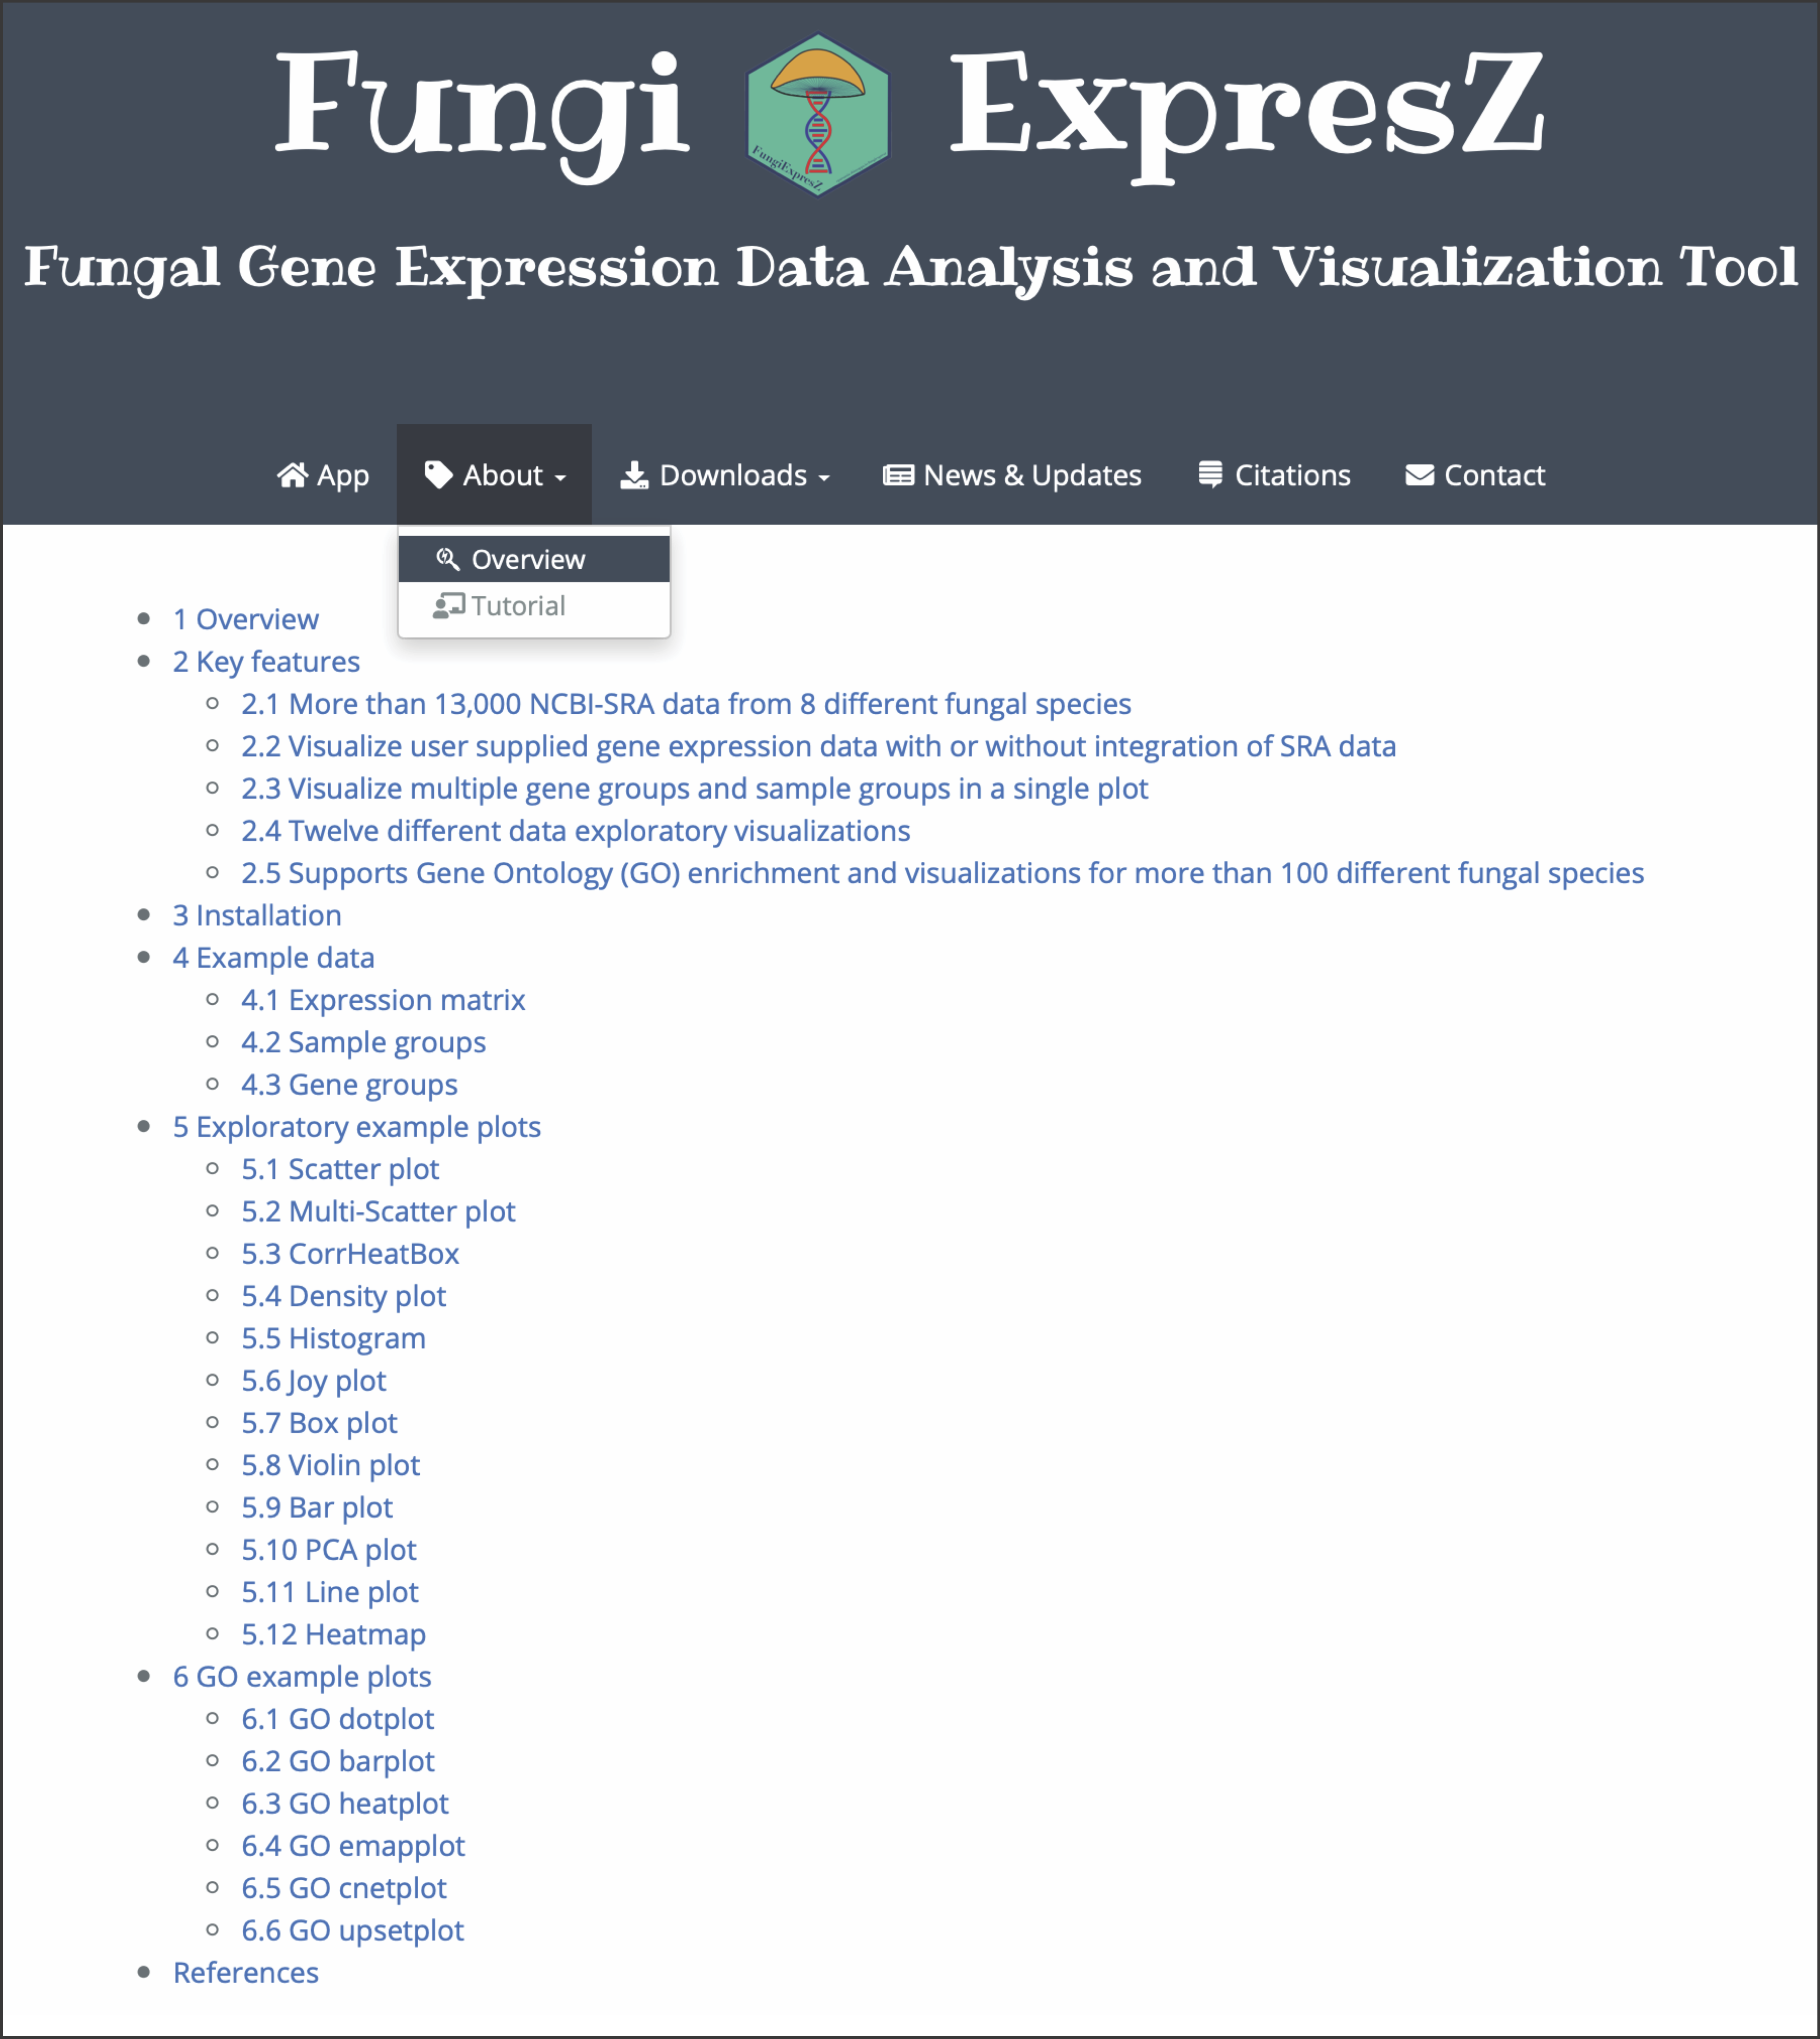 Fungi ExpresZ
FungiExpresZ
Fungal Gene Expression Data Analysis and Visualization Tool
App About Downloads News & Updates Citations Contact
Overview
Tutorial
1 Overview
2 Key features
2.1 More than 13,000 NCBI-SRA data from 8 different fungal species
2.2 Visualize user supplied gene expression data with or without integration of SRA data
2.3 Visualize multiple gene groups and sample groups in a single plot
2.4 Twelve different data exploratory visualizations
2.5 Supports Gene Ontology (GO) enrichment and visualizations for more than 100 different fungal species
3 Installation
4 Example data
4.1 Expression matrix
4.2 Sample groups
4.3 Gene groups
5 Exploratory example plots
5.1 Scatter plot
5.2 Multi-Scatter plot
5.3 CorrHeatBox
5.4 Density plot
5.5 Histogram
5.6 Joy plot
5.7 Box plot
5.8 Violin plot
5.9 Bar plot
5.10 PCA plot
5.11 Line plot
5.12 Heatmap
6 GO example plots
6.1 GO dotplot
6.2 GO barplot
6.3 GO heatplot
6.4 GO emapplot
6.5 GO cnetplot
6.6 GO upsetplot
References